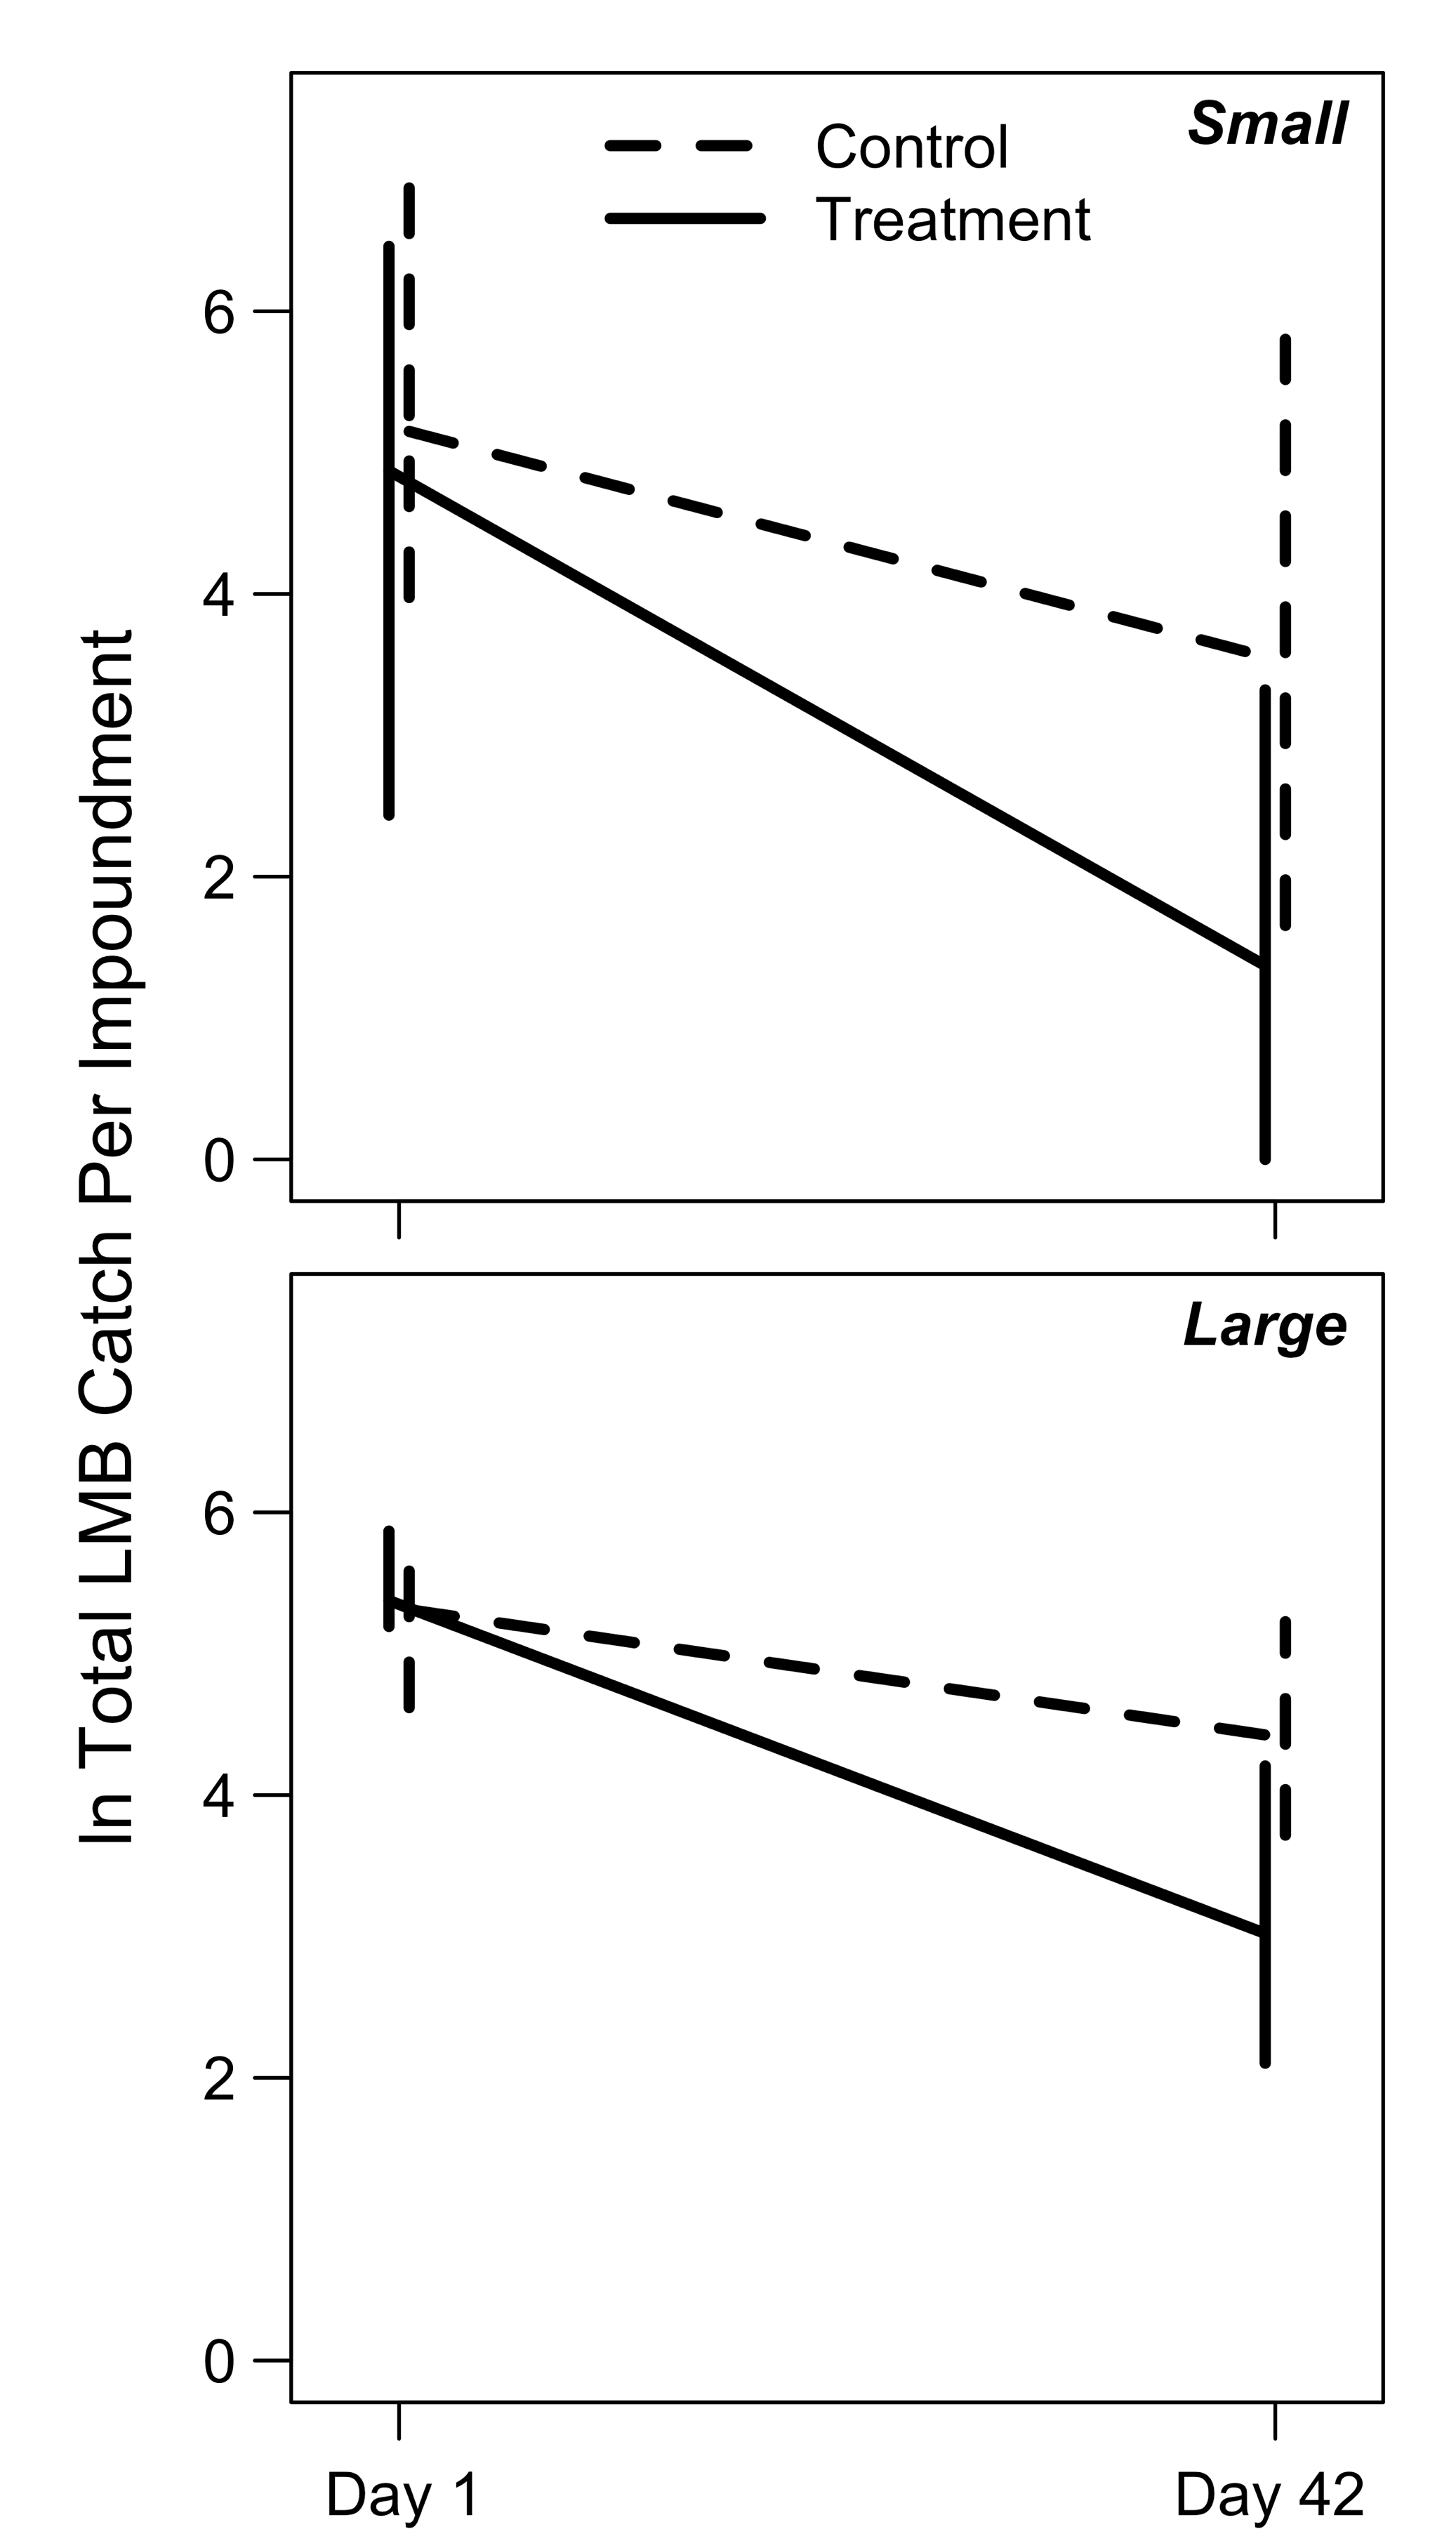 Small
Control
Treatment
6
4
2
0
ln Total LMB Catch Per Impoundment
Large
6
4
2
0
Day 1
Day 42